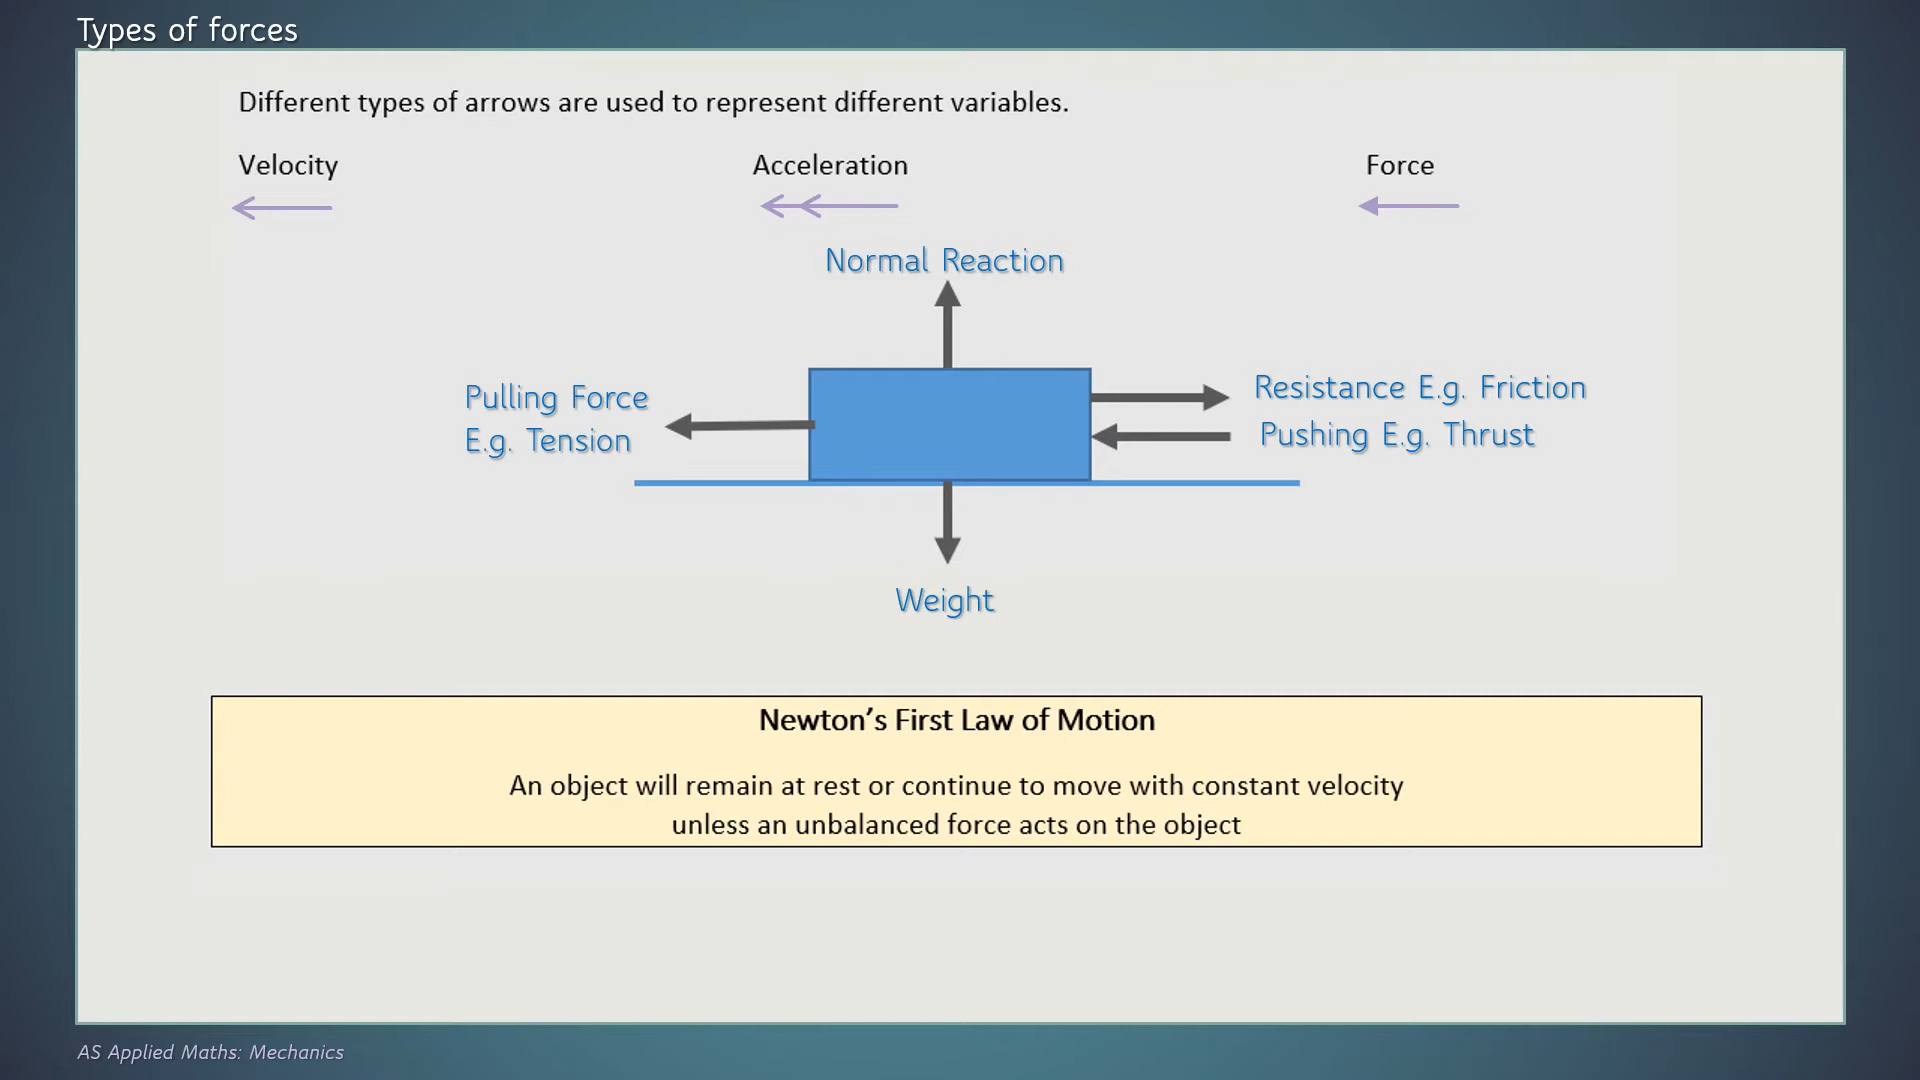 Types of forces
Different types of arrows are used to represent different variables.
Velocity
Acceleration
Force
Normal Reaction
Pulling Force
E.g. Tension
Resistance E.g. Friction
Pushing E.g. Thrust
Weight
Newton’s First Law of Motion
An object will remain at rest or continue to move with constant velocity
unless an unbalanced force acts on the object
AS Applied Maths: Mechanics